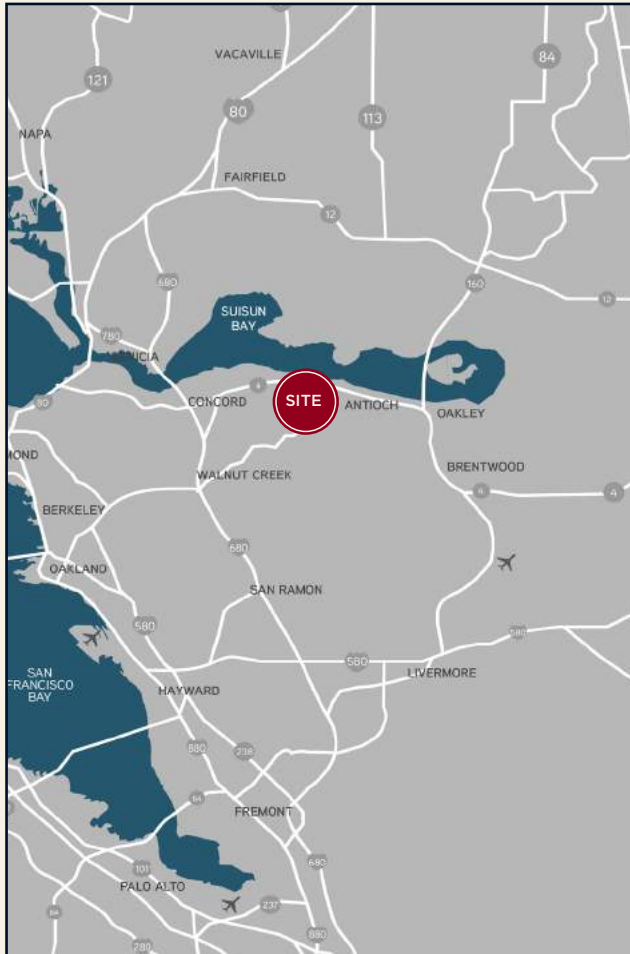 VACAVILLE
84
121
80
113
NAPA
FAIRFIELD
12
680
160
12
SUISUN
BAY
780
80
4
CONCORD
SITE
ANTIOCH
OAKLEY
WALNUT CREEK
BRENTWOOD
4
4
BERKELEY
680
OAKLAND
SAN RAMON
580
580
580
SAN
FRANCISCO
BAY
HAYWARD
LIVERMORE
880
238
84
FREMONT
101
680
PALO ALTO
237
84
880
280